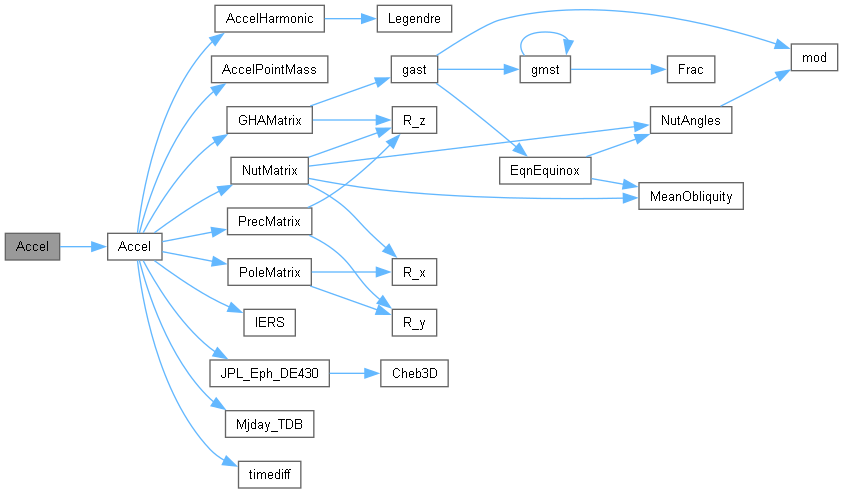 Accel
Accel
AccelHarmonic
AccelPointMass
GHAMatrix
NutMatrix
PrecMatrix
PoleMatrix
IERS
JPL_Eph_DE430
Mjday_TDB
timediff
Legendre
gast
R_z
R_x
R_y
Cheb3D
gmst
EqnEquinox
Frac
NutAngles
MeanObliquity
mod